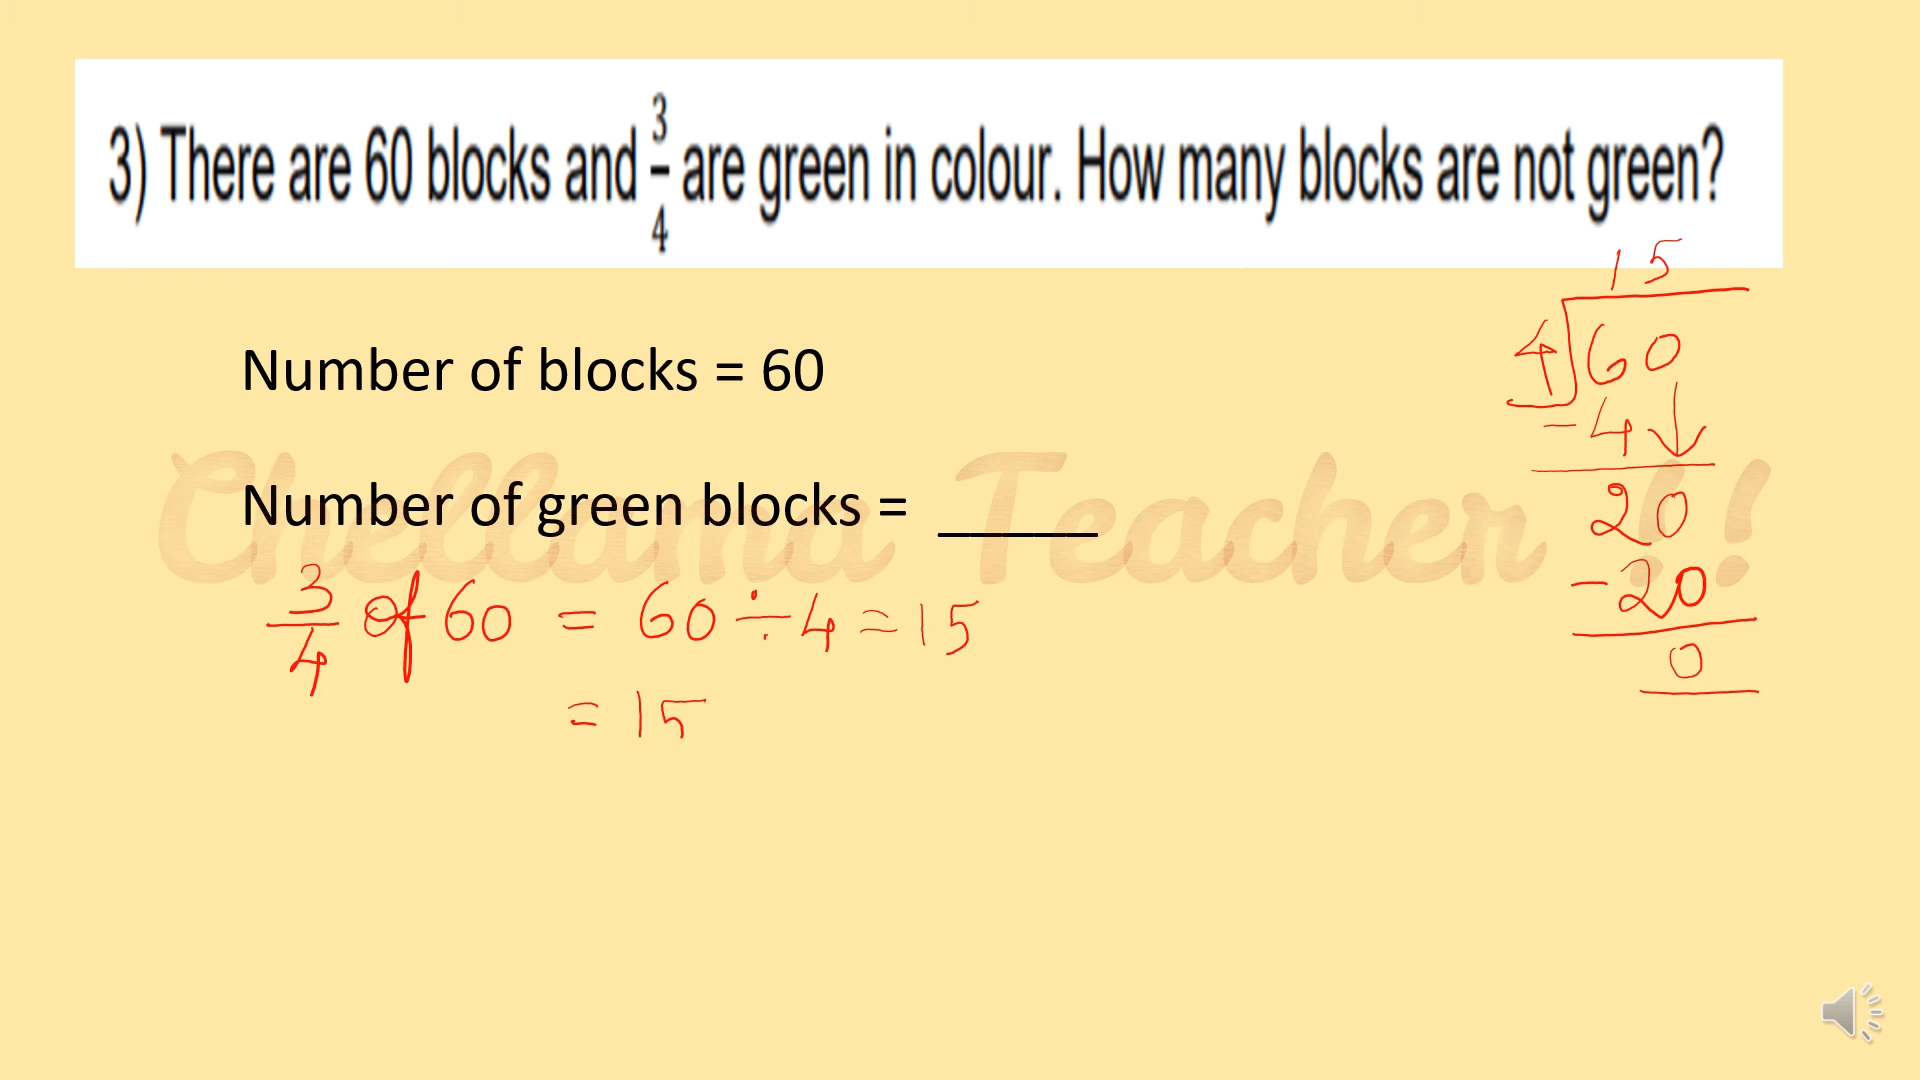 3) There are 60 blocks and 3/4 are green in colour. How many blocks are not green?
Number of blocks = 60
Number of green blocks = _____
Chellama Teacher !!
3/4 of 60 = 60 ÷ 4 = 15
= 15
15
4 60
- 4 ↓
20
- 20
0